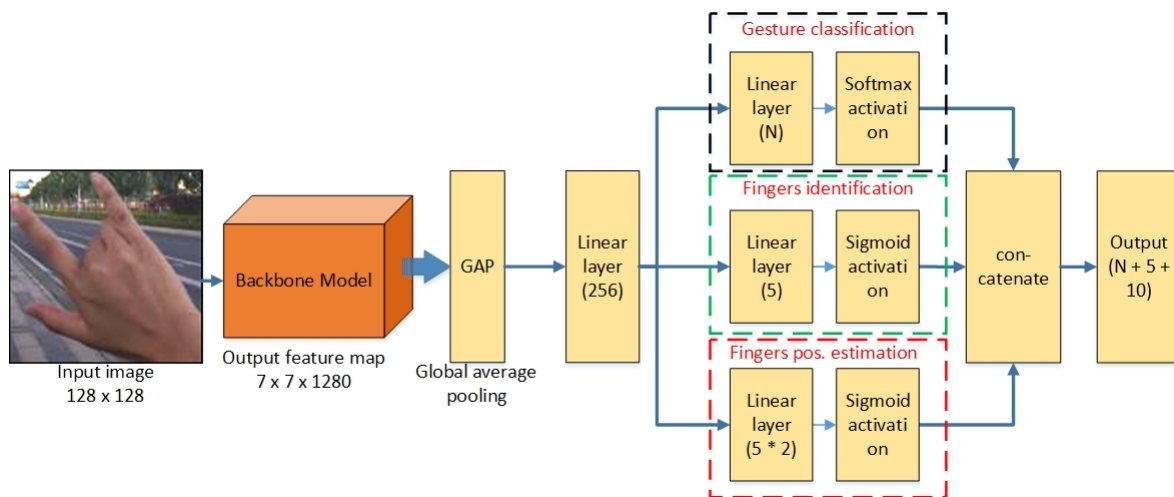 Input image
128 x 128
Backbone Model
Output feature map
7 x 7 x 1280
GAP
Global average
pooling
Linear
layer
(256)
Gesture classification
Linear
layer
(N)
Softmax
activati
on
Fingers identification
Linear
layer
(5)
Sigmoid
activati
on
Fingers pos. estimation
Linear
layer
(5 * 2)
Sigmoid
activati
on
con-
catenate
Output
(N + 5 +
10)